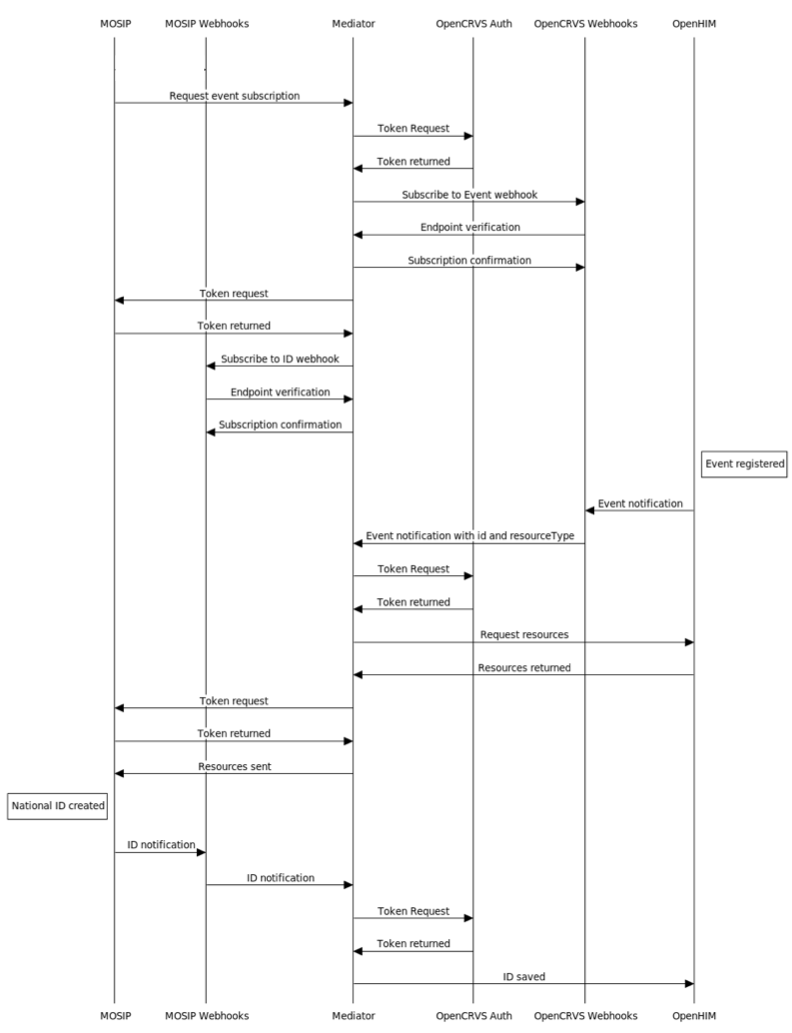 MOSIP MOSIP Webhooks Mediator OpenCRVS Auth OpenCRVS Webhooks OpenHIM
Request event subscription
Token Request
Token returned
Subscribe to Event webhook
Endpoint verification
Subscription confirmation
Token request
Token returned
Subscribe to ID webhook
Endpoint verification
Subscription confirmation
Event registered
Event notification
Event notification with id and resourceType
Token Request
Token returned
Request resources
Resources returned
Token request
Token returned
Resources sent
National ID created
ID notification
ID notification
Token Request
Token returned
ID saved
MOSIP MOSIP Webhooks Mediator OpenCRVS Auth OpenCRVS Webhooks OpenHIM